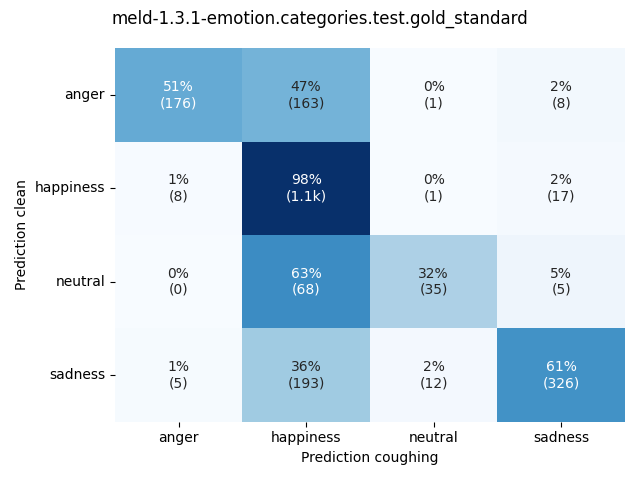 meld-1.3.1-emotion.categories.test.gold_standard
Prediction clean
anger
51% 47% 0% 2%
(176) (163) (1) (8)
happiness
1% 98% 0% 2%
(8) (1.1k) (1) (17)
neutral
0% 63% 32% 5%
(0) (68) (35) (5)
sadness
1% 36% 2% 61%
(5) (193) (12) (326)
anger happiness neutral sadness
Prediction coughing